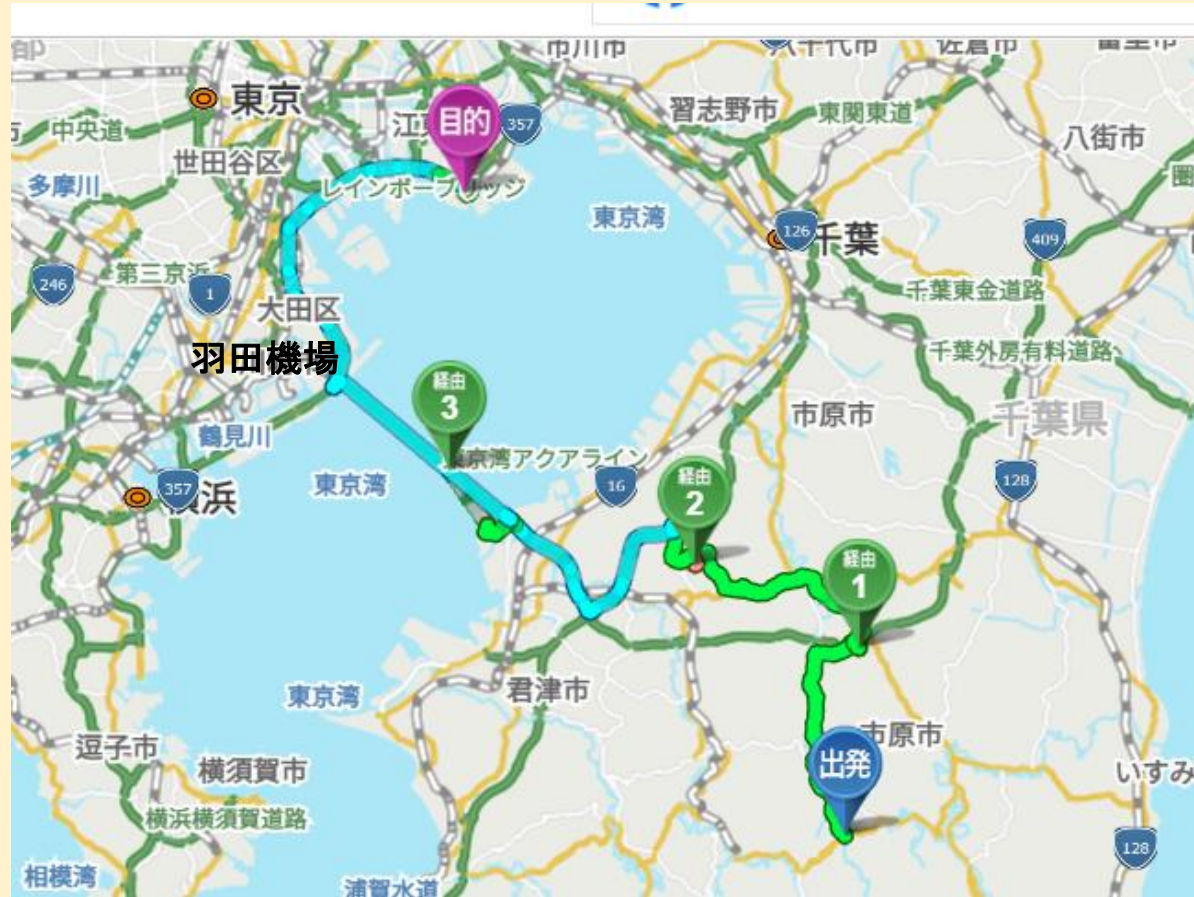 市川市
八千代市
佐倉市
富里市
東京
江東
目的
357
習志野市
東関東道
中央道
八街市
世田谷区
多摩川
レインボーブリッジ
東京湾
126
千葉
409
246
第三京浜
1
大田区
千葉東金道路
羽田機場
千葉外房有料道路
経由
3
市原市
千葉県
鶴見川
東京湾アクアライン
東京湾
16
経由
2
128
357
横浜
経由
1
君津市
東京湾
市原市
逗子市
横須賀市
出発
いすみ
横浜横須賀道路
128
相模湾
浦賀水道